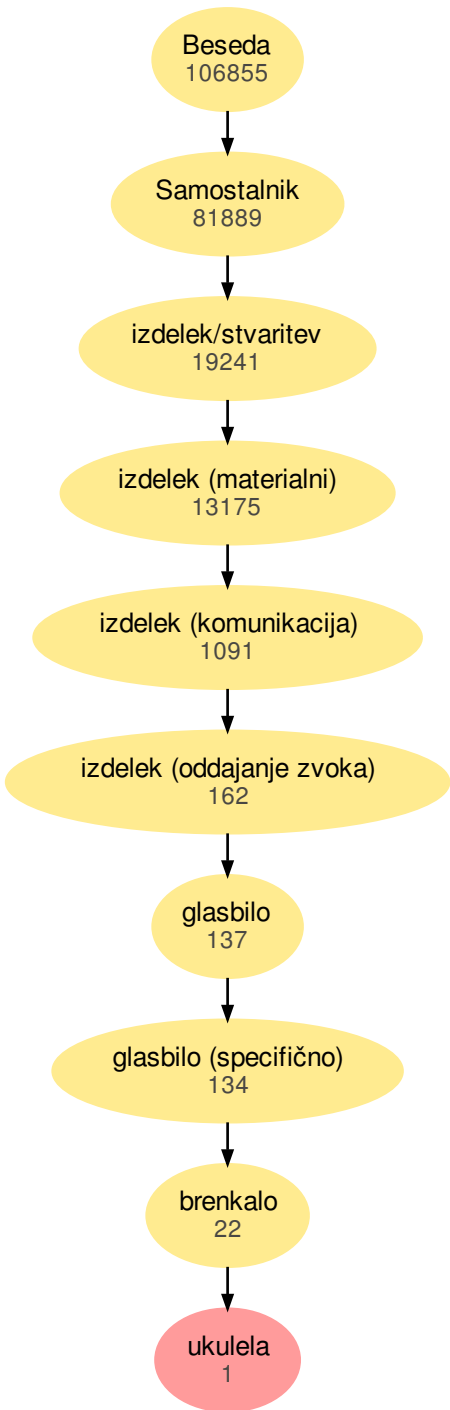 Beseda
106855
Samostalnik
81889
izdelek/stvaritev
19241
izdelek (materialni)
13175
izdelek (komunikacija)
1091
izdelek (oddajanje zvoka)
162
glasbilo
137
glasbilo (specifično)
134
brenkalo
22
ukulela
1